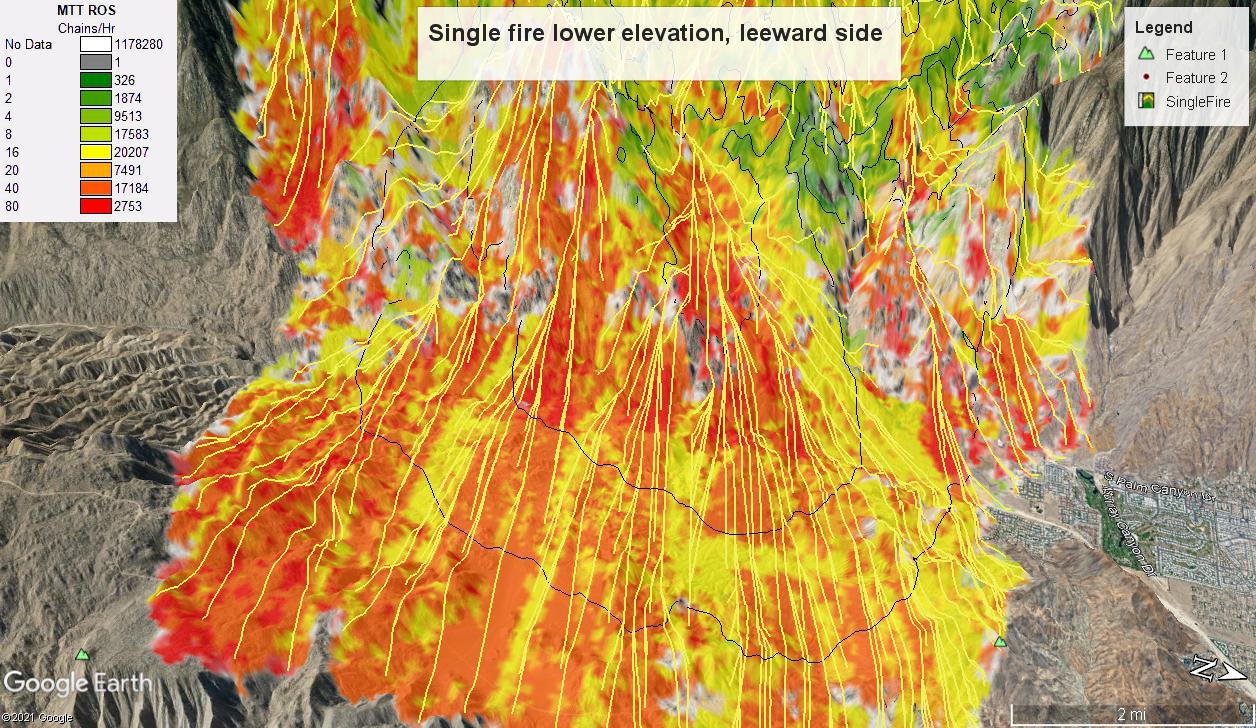 MTT ROS
Chains/Hr
No Data 1178280
0 1
1 326
2 1874
4 9513
8 17583
16 20207
20 7491
40 17184
80 2753
Single fire lower elevation, leeward side
Legend
Feature 1
Feature 2
SingleFire
S Palm Canyon Dr
Canyon Dr
N
Google Earth
©2021 Google
2 mi